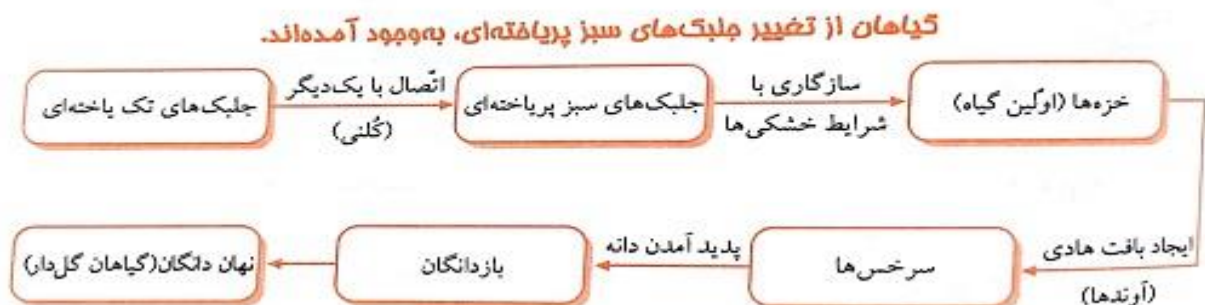 گیاهان از تغییر جلبک‌های سبز پریاخته‌ای، به‌وجود آمده‌اند.
جلبک‌های تک یاخته‌ای
اتّصال با یک‌دیگر
(کُلنی)
جلبک‌های سبز پریاخته‌ای
سازگاری با
شرایط خشکی‌ها
خزه‌ها (اوّلین گیاه)
ایجاد بافت هادی
(آوندها)
سرخس‌ها
پدید آمدن دانه
بازدانگان
نهان دانگان(گیاهان گل‌دار)